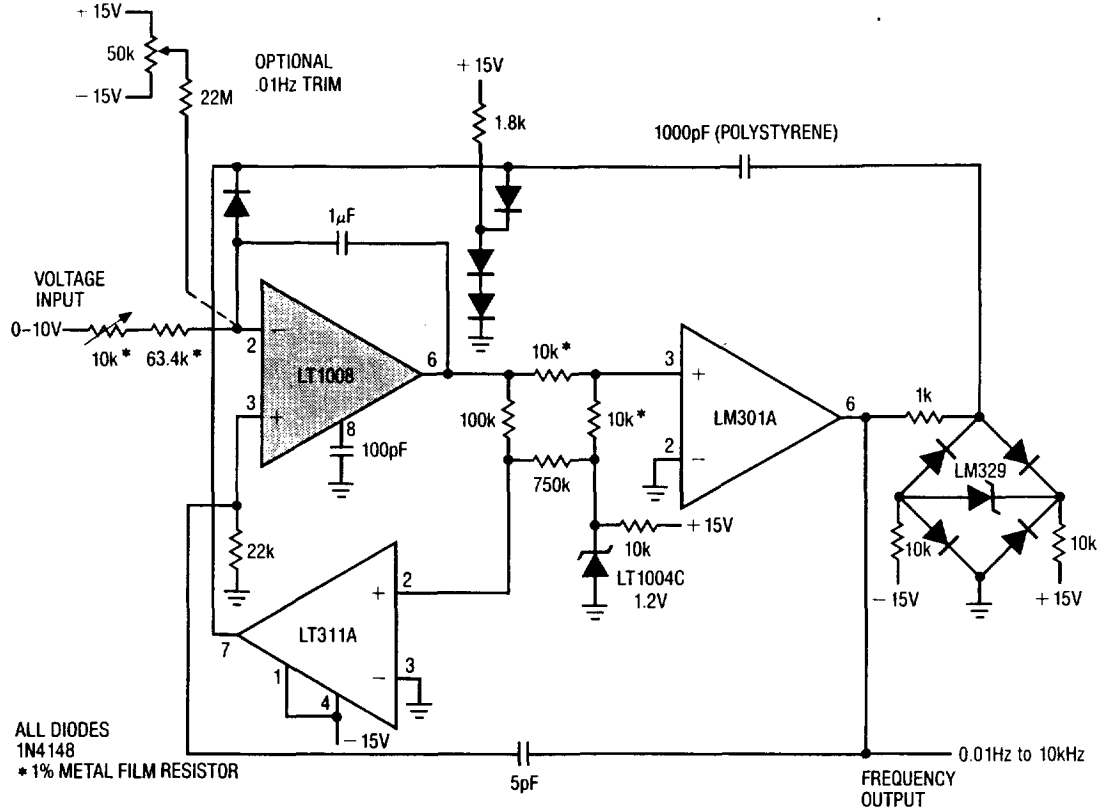 + 15V
50k
- 15V
22M
OPTIONAL
.01Hz TRIM
+ 15V
1.8k
1000pF (POLYSTYRENE)
1µF
VOLTAGE
INPUT
0–10V
10k*
63.4k*
2
3
LT1008
6
8
100pF
22k
10k*
100k
10k*
750k
10k
+ 15V
LT1004C
1.2V
3
2
LM301A
6
1k
LM329
10k
10k
- 15V
+ 15V
2
3
LT311A
7
1
4
- 15V
ALL DIODES
1N4148
* 1% METAL FILM RESISTOR
5pF
0.01Hz to 10kHz
FREQUENCY
OUTPUT